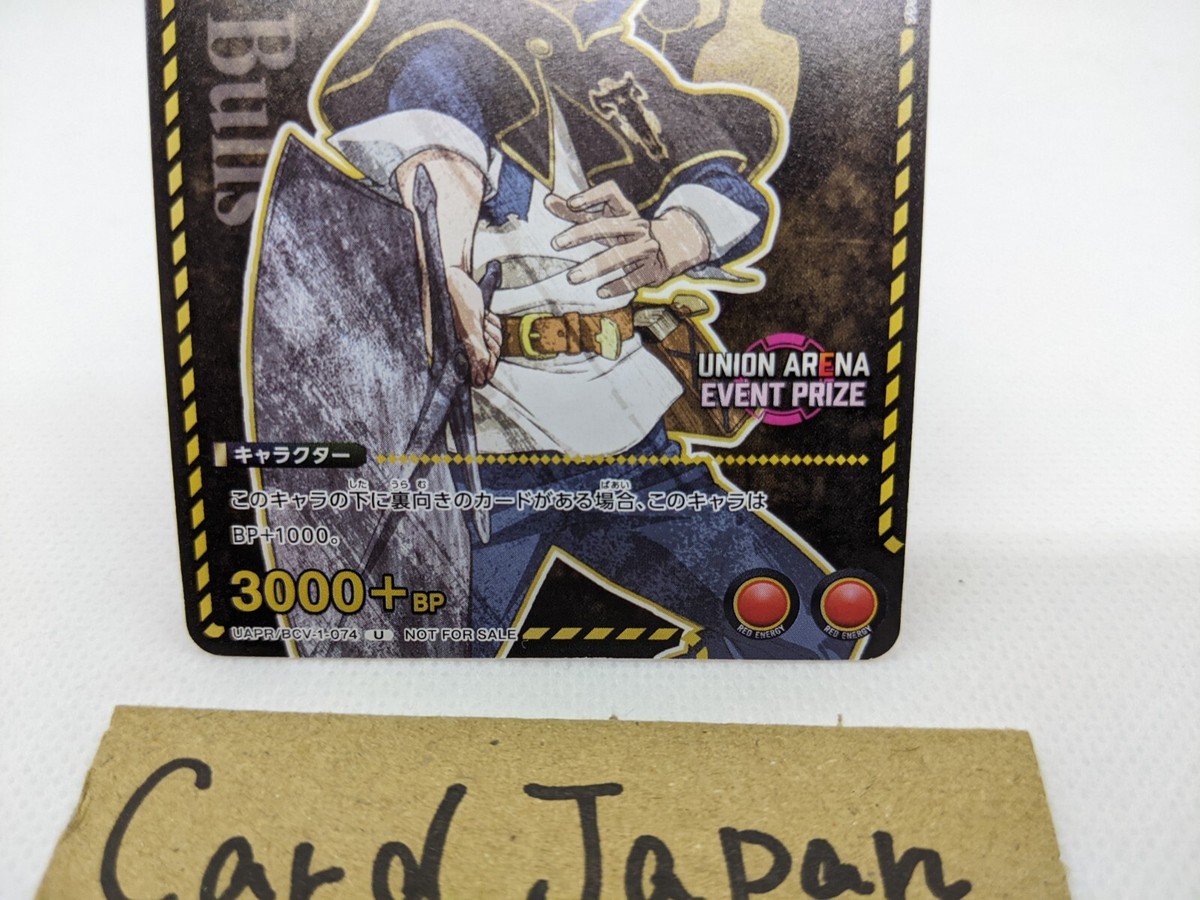 Bulls
UNION ARENA
EVENT PRIZE
キャラクター
このキャラの下に裏向きのカードがある場合、このキャラは
BP+1000。
3000+BP
RED ENERGY
RED ENERGY
UAPR/BCV-1-074 U NOT FOR SALE
Card Japan